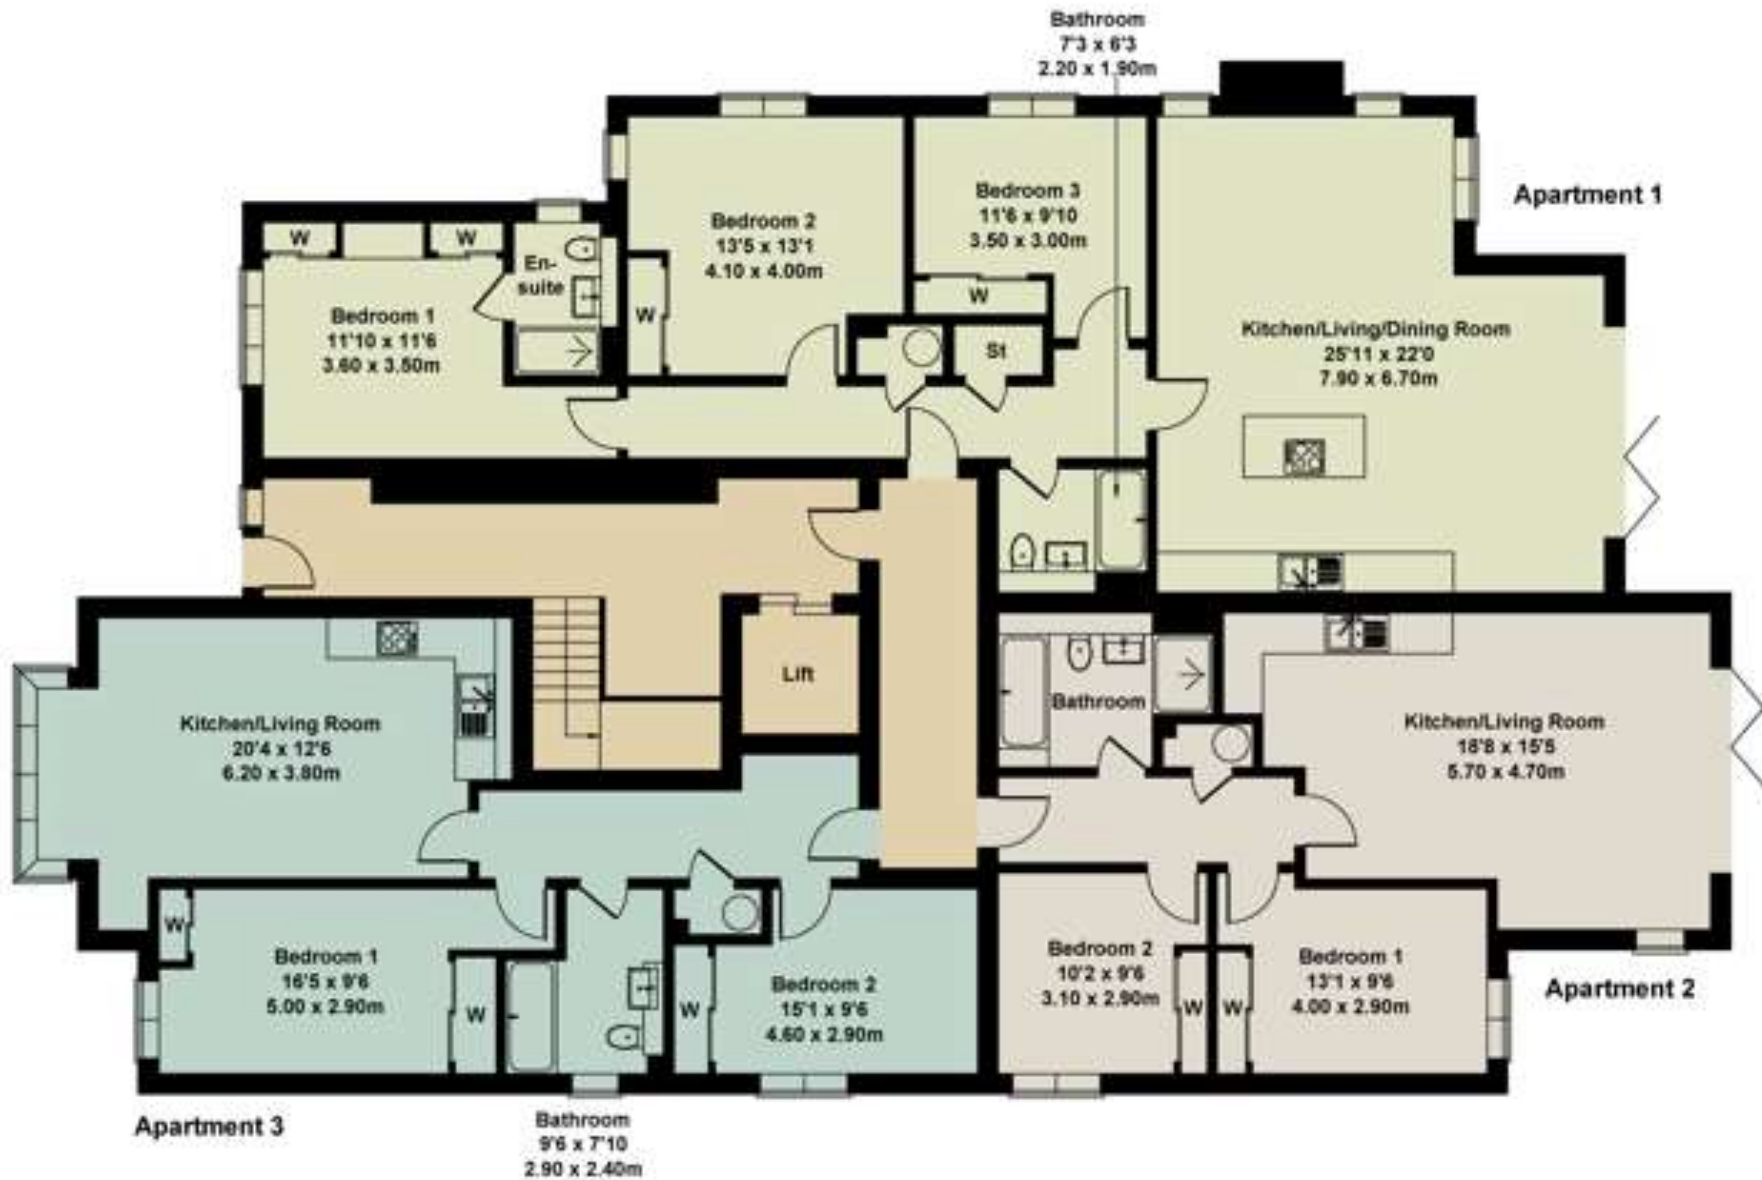 Bathroom
7'3 x 6'3
2.20 x 1.90m
Apartment 1
Bedroom 3
11'6 x 9'10
3.50 x 3.00m
W
Bedroom 2
13'5 x 13'1
4.10 x 4.00m
W
W
W
En-
suite
Bedroom 1
11'10 x 11'6
3.60 x 3.50m
St
Kitchen/Living/Dining Room
25'11 x 22'0
7.90 x 6.70m
Lift
Bathroom
Kitchen/Living Room
20'4 x 12'6
6.20 x 3.80m
Kitchen/Living Room
18'8 x 15'5
5.70 x 4.70m
W
Bedroom 1
16'5 x 9'6
5.00 x 2.90m
W
W
Bedroom 2
15'1 x 9'6
4.60 x 2.90m
Bedroom 2
10'2 x 9'6
3.10 x 2.90m
W
W
Bedroom 1
13'1 x 9'6
4.00 x 2.90m
Apartment 2
Apartment 3
Bathroom
9'6 x 7'10
2.90 x 2.40m